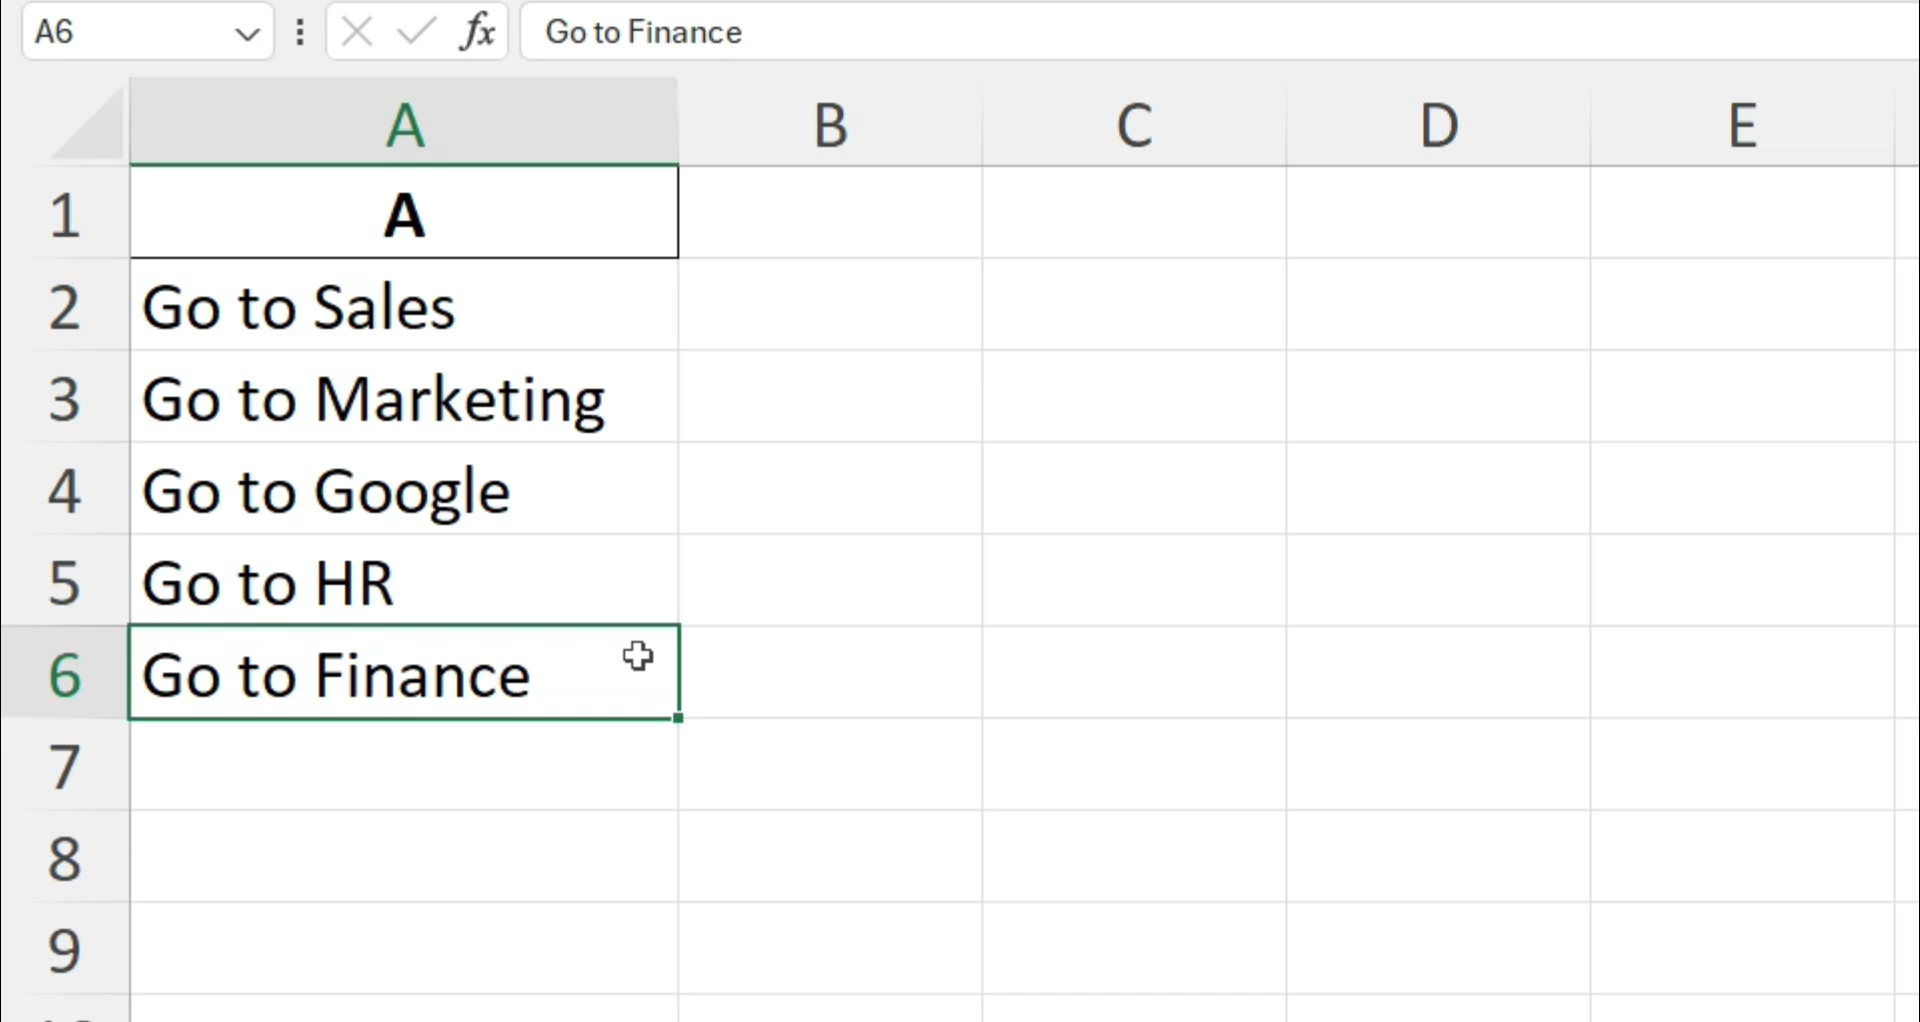 A6 fx Go to Finance
A B C D E
1 A
2 Go to Sales
3 Go to Marketing
4 Go to Google
5 Go to HR
6 Go to Finance
7
8
9